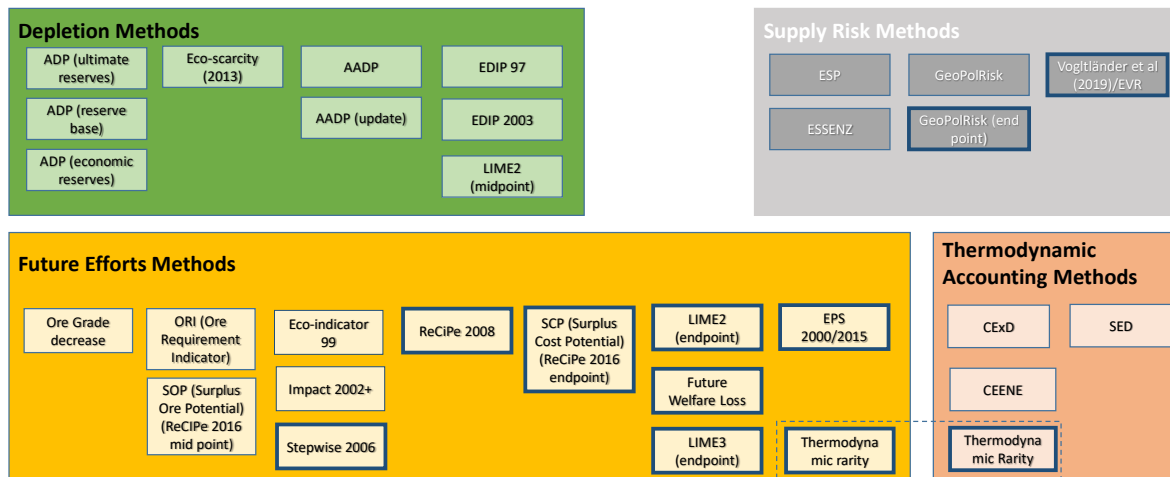 Depletion Methods
ADP (ultimate
reserves)
Eco-scarcity
(2013)
AADP
EDIP 97
ADP (reserve
base)
AADP (update)
EDIP 2003
ADP (economic
reserves)
LIME2
(midpoint)
Supply Risk Methods
ESP
GeoPolRisk
Vogltländer et al
(2019)/EVR
ESSENZ
GeoPolRisk (end
point)
Future Efforts Methods
Ore Grade
decrease
ORI (Ore
Requirement
Indicator)
Eco-indicator
99
ReCiPe 2008
SCP (Surplus
Cost Potential)
(ReCiPe 2016
endpoint)
LIME2
(endpoint)
EPS
2000/2015
SOP (Surplus
Ore Potential)
(ReCIPe 2016
mid point)
Impact 2002+
Future
Welfare Loss
Stepwise 2006
LIME3
(endpoint)
Thermodyna
mic rarity
Thermodynamic
Accounting Methods
CExD
SED
CEENE
Thermodyna
mic Rarity